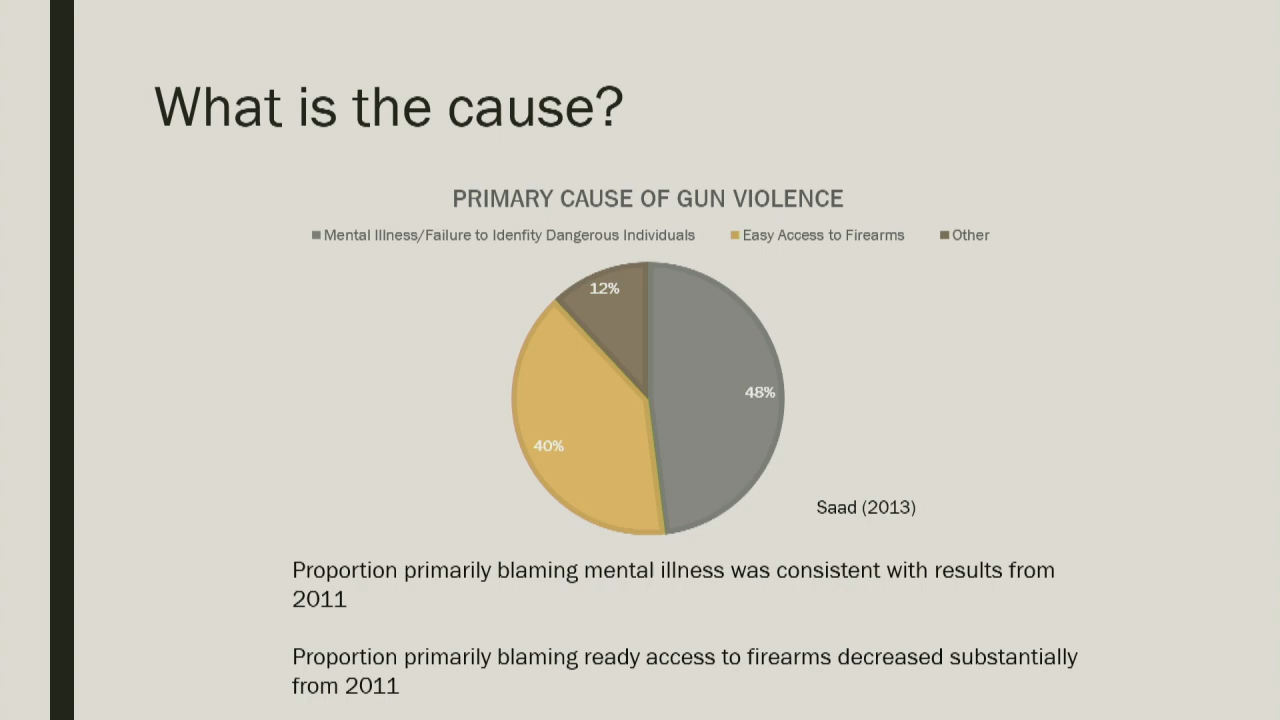 What is the cause?
PRIMARY CAUSE OF GUN VIOLENCE
Mental Illness/Failure to Idenfity Dangerous Individuals Easy Access to Firearms Other
12%
48%
40%
Saad (2013)
Proportion primarily blaming mental illness was consistent with results from
2011
Proportion primarily blaming ready access to firearms decreased substantially
from 2011